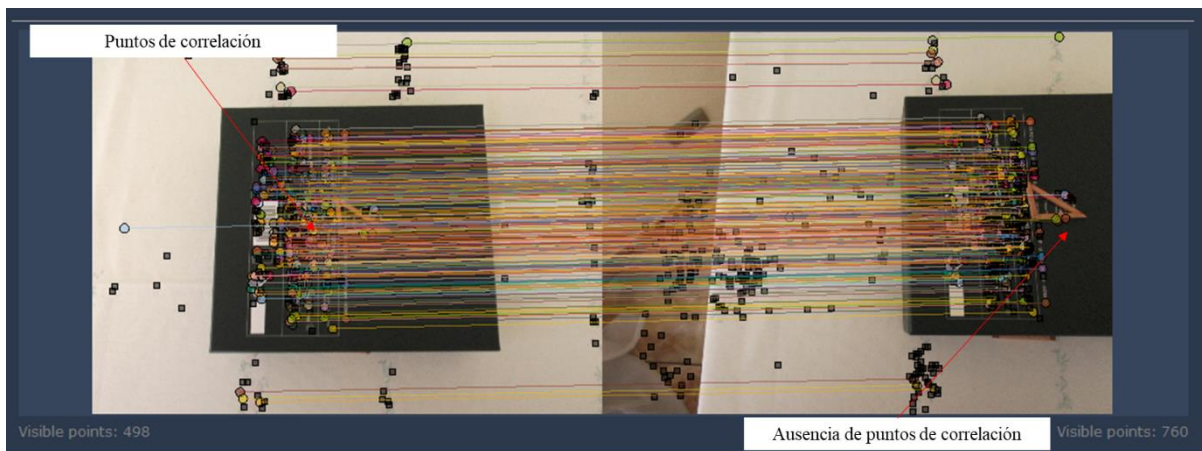 Puntos de correlación
Visible points: 498
Ausencia de puntos de correlación
Visible points: 760